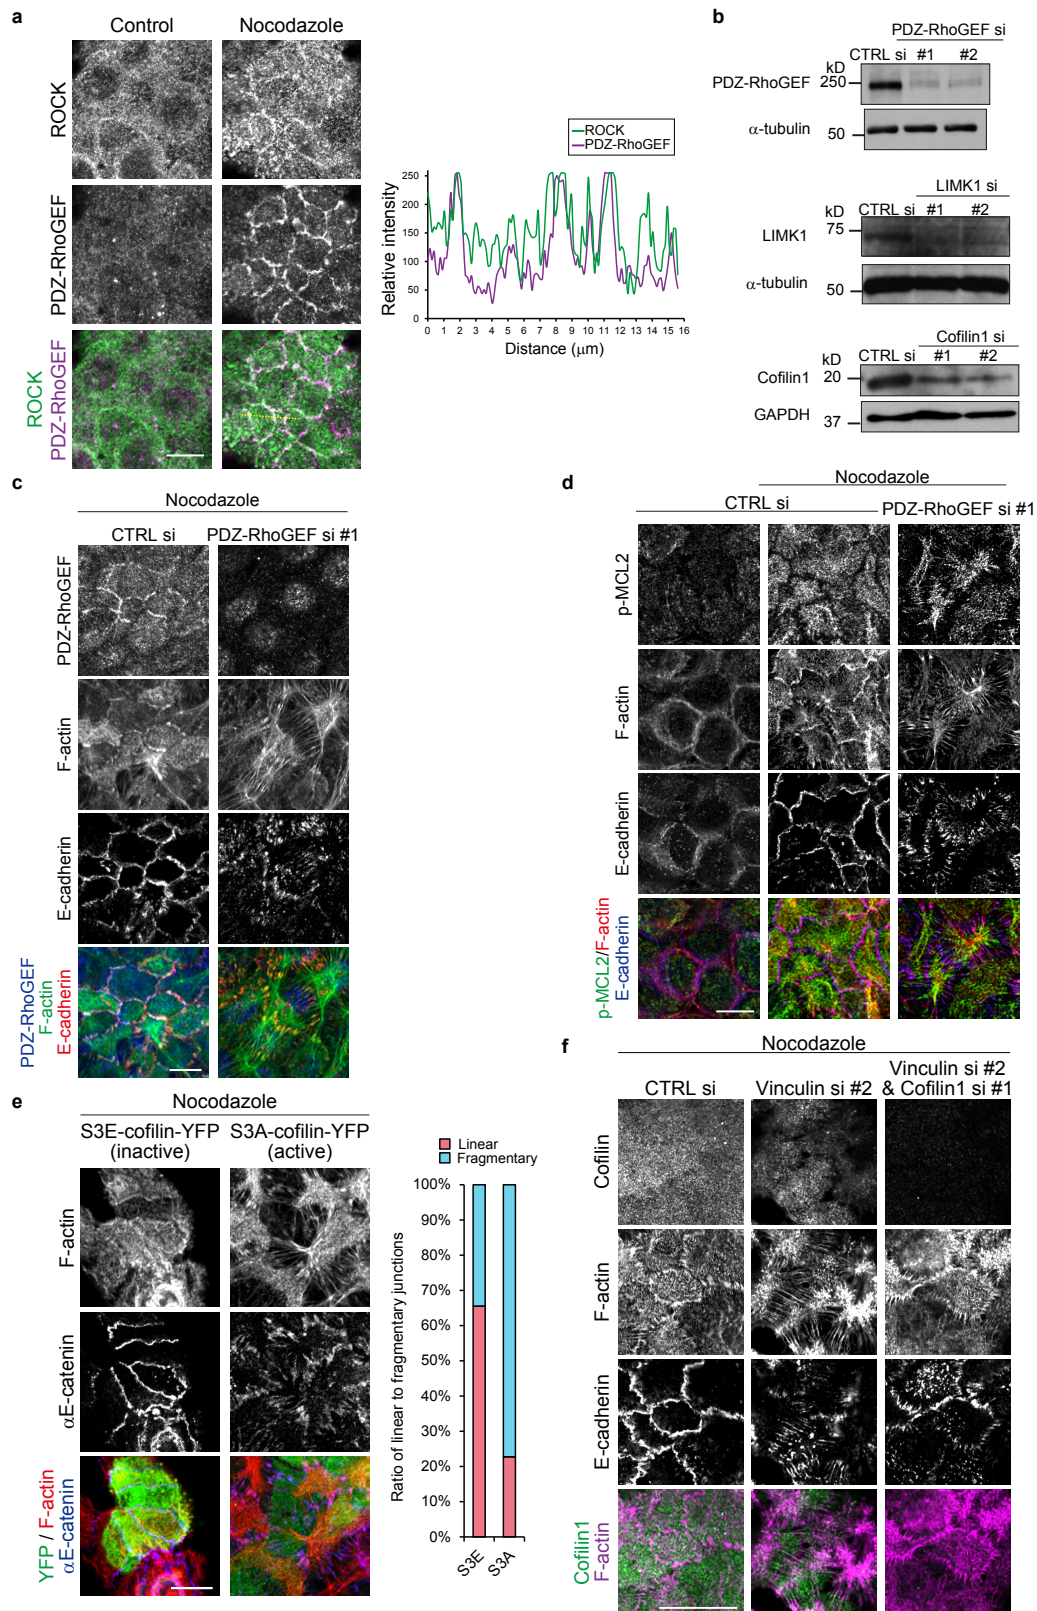 a
Control
Nocodazole
ROCK
PDZ-RhoGEF
ROCK
PDZ-RhoGEF
ROCK
PDZ-RhoGEF
Relative intensity
250
200
150
100
50
0
0 1 2 3 4 5 6 7 8 9 10 11 12 13 14 15 16
Distance (μm)
b
PDZ-RhoGEF si
CTRL si #1 #2
kD
PDZ-RhoGEF 250
α-tubulin 50
LIMK1 si
kD CTRL si #1 #2
75
LIMK1
α-tubulin
50
Cofilin1 si
kD CTRL si #1 #2
Cofilin1 20
GAPDH
37
c
Nocodazole
CTRL si PDZ-RhoGEF si #1
PDZ-RhoGEF
F-actin
E-cadherin
PDZ-RhoGEF
F-actin
E-cadherin
d
Nocodazole
CTRL si
PDZ-RhoGEF si #1
p-MCL2
F-actin
E-cadherin
p-MCL2/F-actin
E-cadherin
e
Nocodazole
S3E-cofilin-YFP S3A-cofilin-YFP
(inactive) (active)
F-actin
αE-catenin
YFP / F-actin
αE-catenin
Linear
Fragmentary
Ratio of linear to fragmentary junctions
100%
90%
80%
70%
60%
50%
40%
30%
20%
10%
0%
S3E
S3A
f
Nocodazole
Vinculin si #2
CTRL si Vinculin si #2 & Cofilin1 si #1
Cofilin
F-actin
E-cadherin
Cofilin1
F-actin